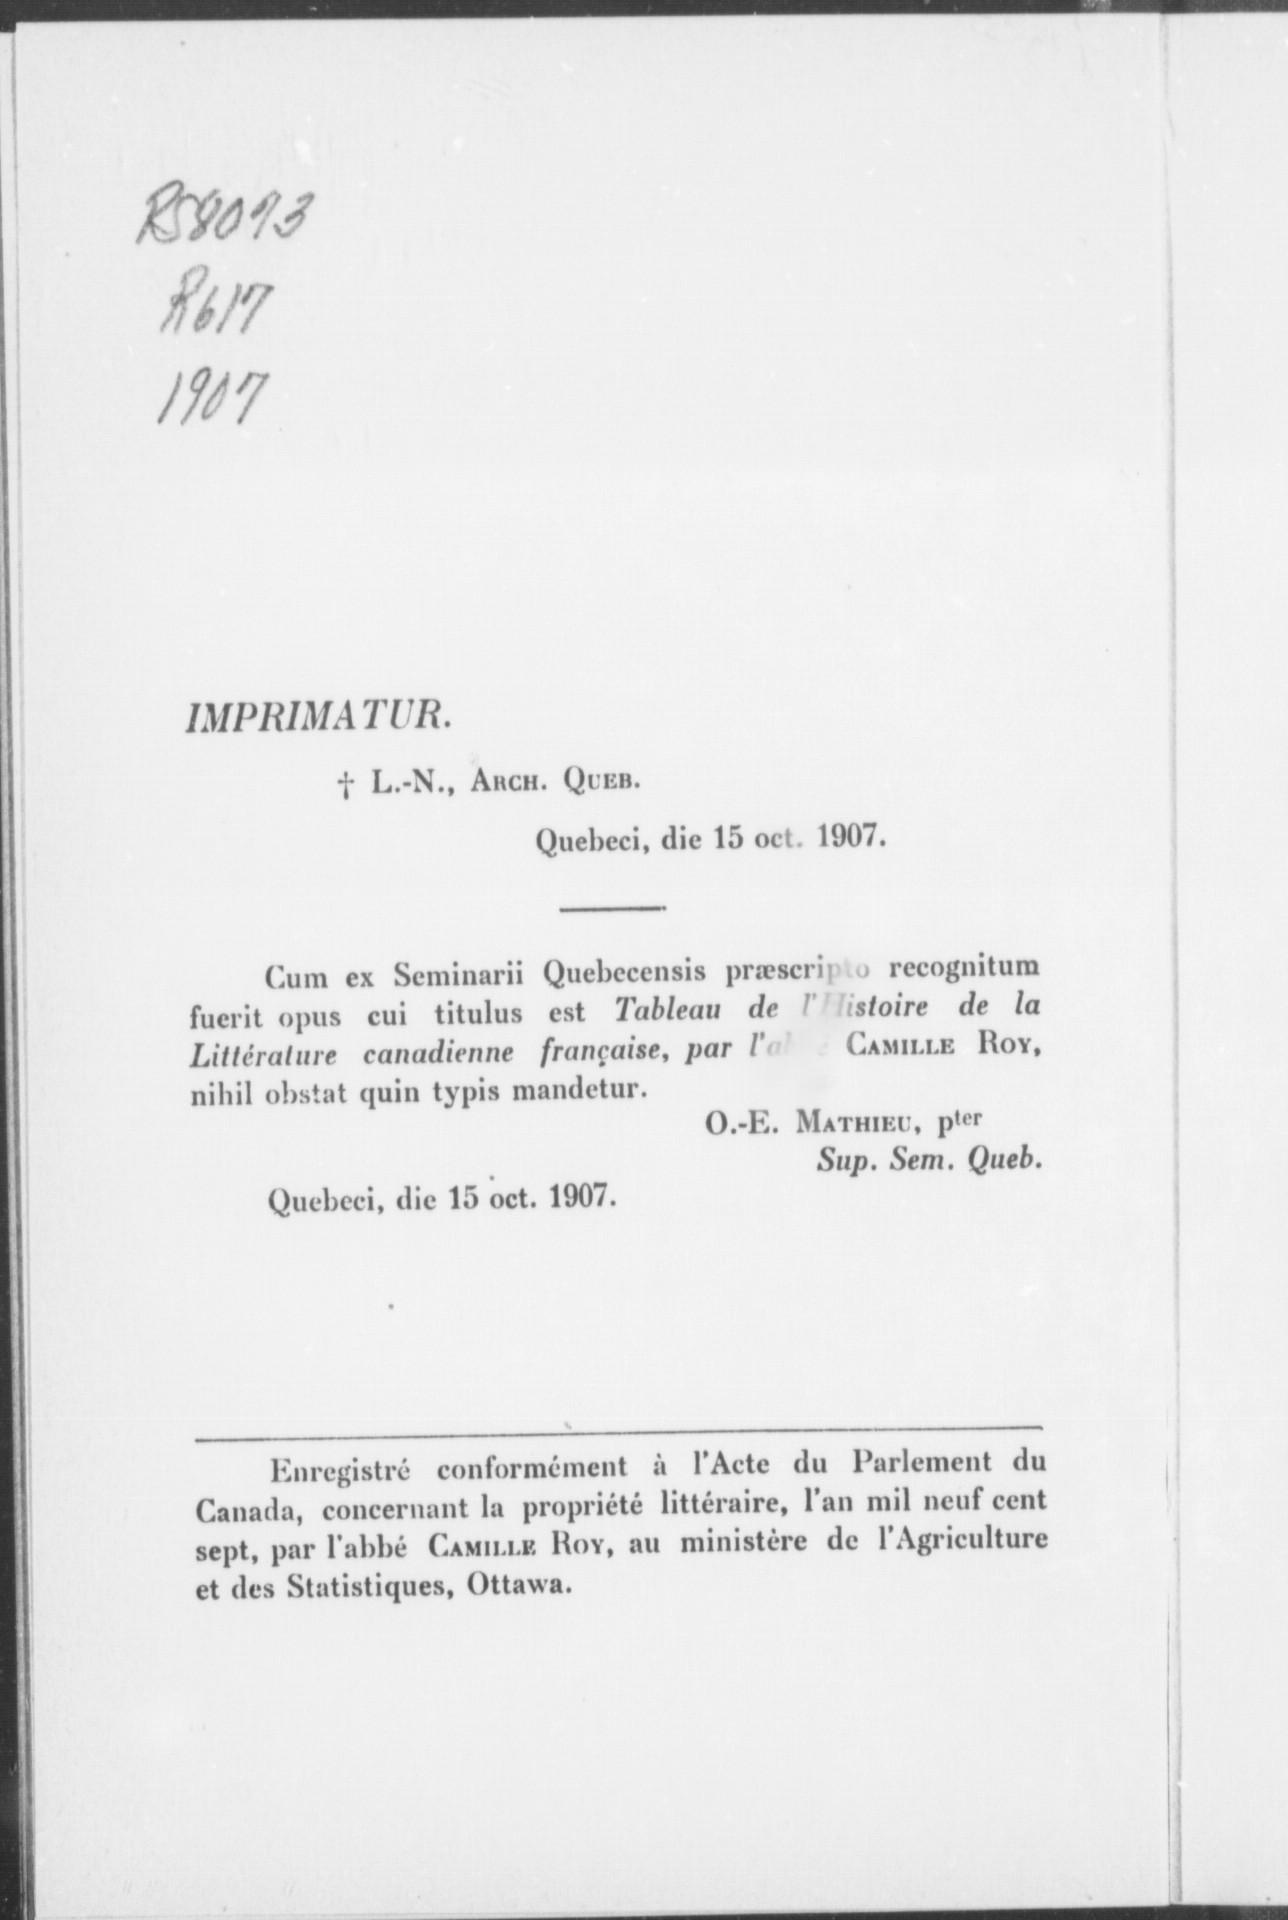 PS8073
R617
1907
IMPRIMATUR.
† L.-N., ARCH. QUEB.
Quebeci, die 15 oct. 1907.
Cum ex Seminarii Quebecensis præscripto recognitum
fuerit opus cui titulus est Tableau de l'Histoire de la
Littérature canadienne française, par l'abbé CAMILLE ROY,
nihil obstat quin typis mandetur.
O.-E. MATHIEU, pter
Sup. Sem. Queb.
Quebeci, die 15 oct. 1907.
Enregistré conformément à l'Acte du Parlement du
Canada, concernant la propriété littéraire, l'an mil neuf cent
sept, par l'abbé CAMILLE ROY, au ministère de l'Agriculture
et des Statistiques, Ottawa.